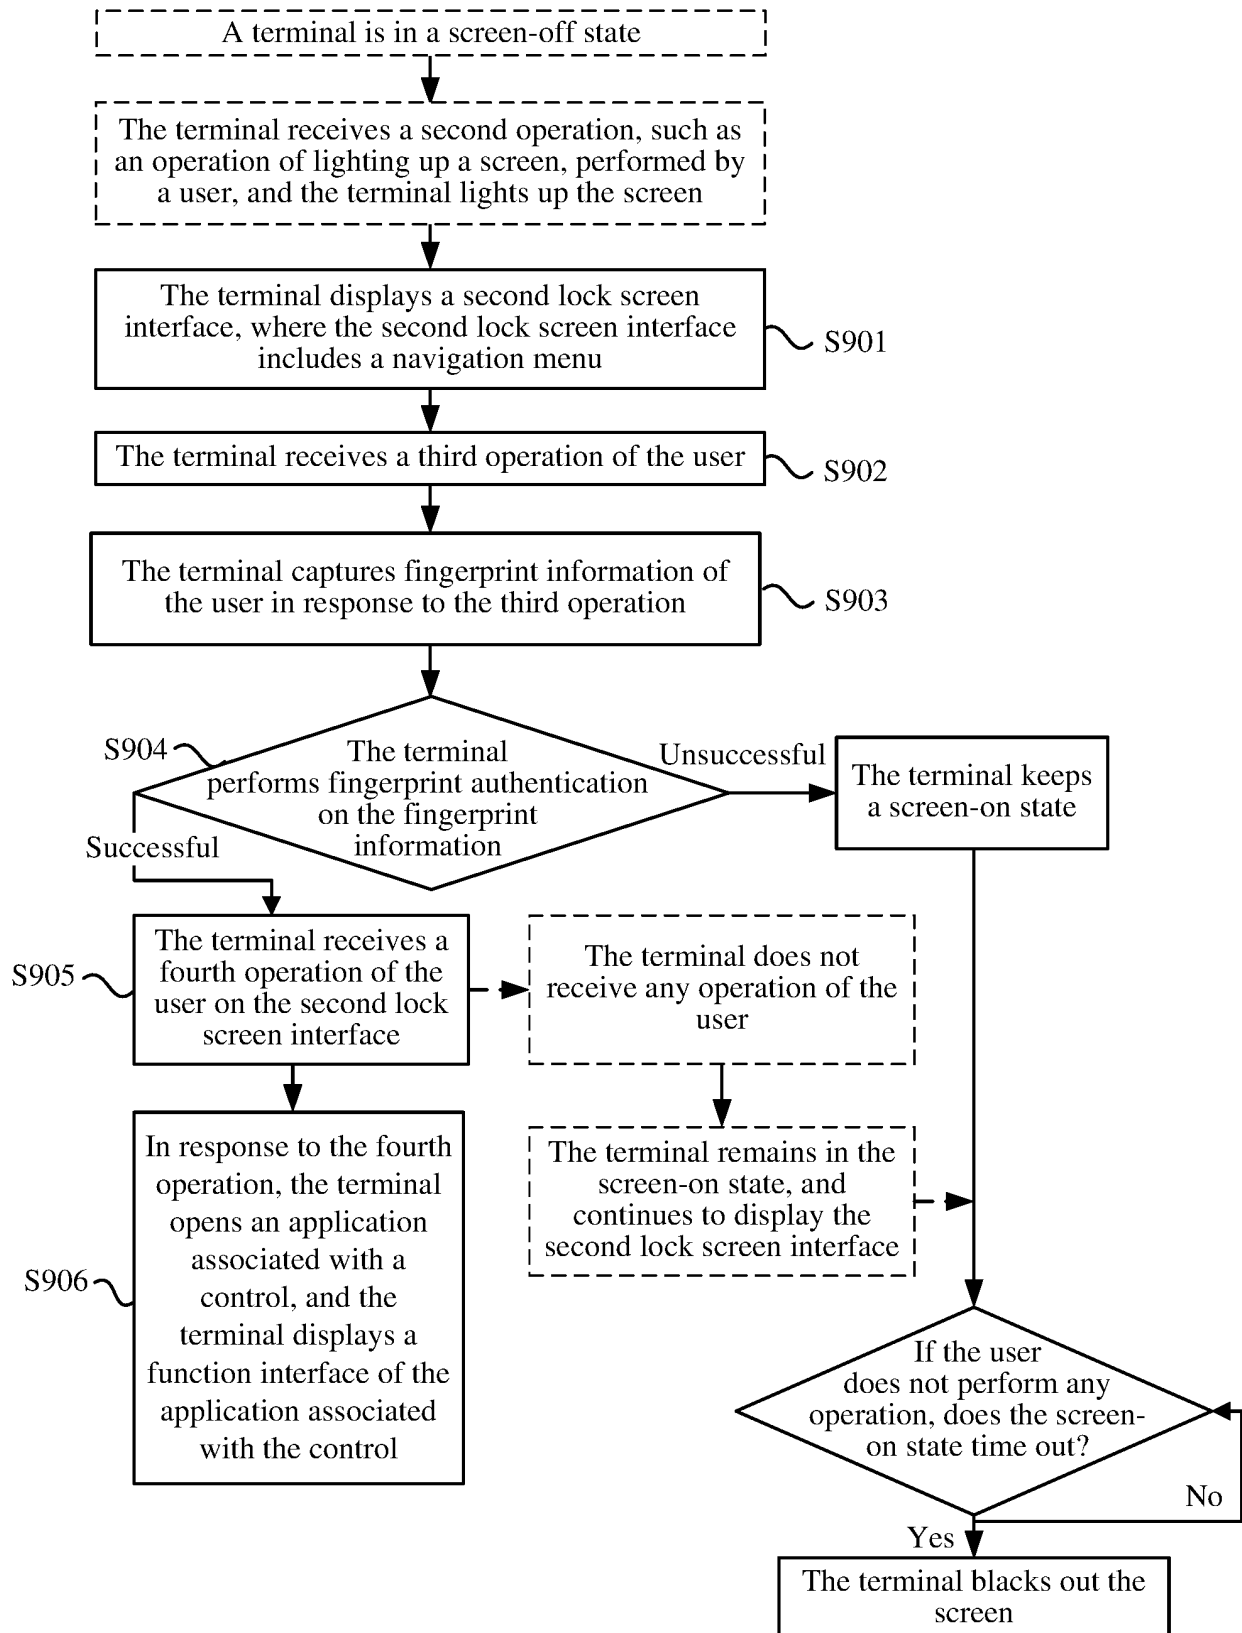 A terminal is in a screen-off state
The terminal receives a second operation, such as
an operation of lighting up a screen, performed by
a user, and the terminal lights up the screen
The terminal displays a second lock screen
interface, where the second lock screen interface
includes a navigation menu
S901
The terminal receives a third operation of the user
S902
The terminal captures fingerprint information of
the user in response to the third operation
S903
S904
The terminal
performs fingerprint authentication
on the fingerprint
information
Unsuccessful
The terminal keeps
a screen-on state
Successful
S905
The terminal receives a
fourth operation of the
user on the second lock
screen interface
The terminal does not
receive any operation of the
user
S906
In response to the fourth
operation, the terminal
opens an application
associated with a
control, and the
terminal displays a
function interface of the
application associated
with the control
The terminal remains in the
screen-on state, and
continues to display the
second lock screen interface
If the user
does not perform any
operation, does the screen-
on state time out?
No
Yes
The terminal blacks out the
screen